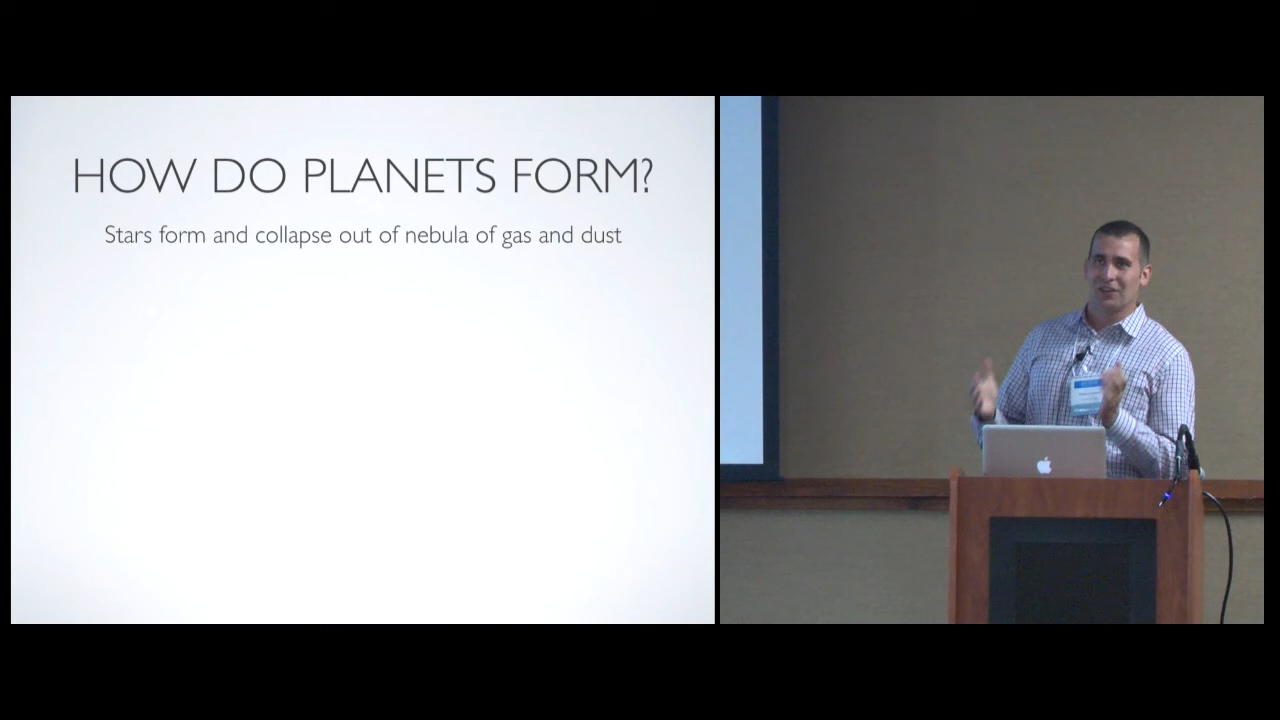 HOW DO PLANETS FORM?
Stars form and collapse out of nebula of gas and dust